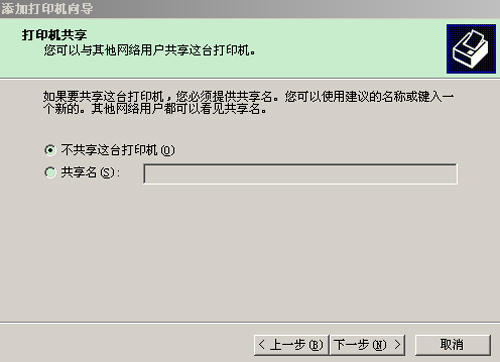 添加打印机向导
打印机共享
您可以与其他网络用户共享这台打印机。
如果要共享这台打印机，您必须提供共享名。您可以使用建议的名称或键入一
个新的。其他网络用户都可以看见共享名。
不共享这台打印机(O)
共享名(S):
< 上一步(B) 下一步(N) > 取消